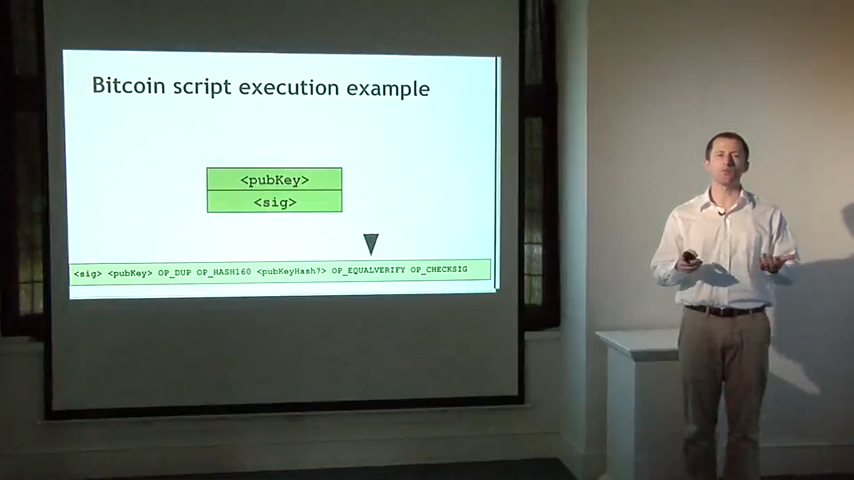 Bitcoin script execution example
<pubKey>
<sig>
<sig> <pubKey> OP_DUP OP_HASH160 <pubKeyHash?> OP_EQUALVERIFY OP_CHECKSIG